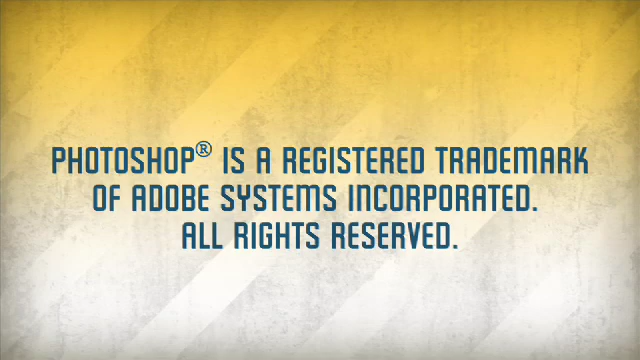 PHOTOSHOP® IS A REGISTERED TRADEMARK
OF ADOBE SYSTEMS INCORPORATED.
ALL RIGHTS RESERVED.